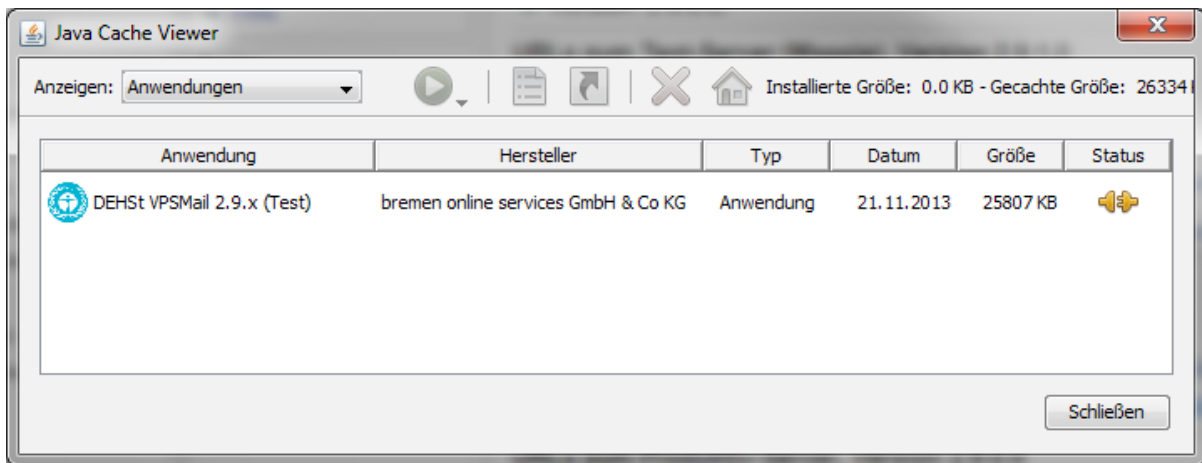 Java Cache Viewer
Anzeigen: Anwendungen Installierte Größe: 0.0 KB - Gecachte Größe: 26334
Anwendung Hersteller Typ Datum Größe Status
DEHSt VPSMail 2.9.x (Test) bremen online services GmbH & Co KG Anwendung 21.11.2013 25807 KB
Schließen